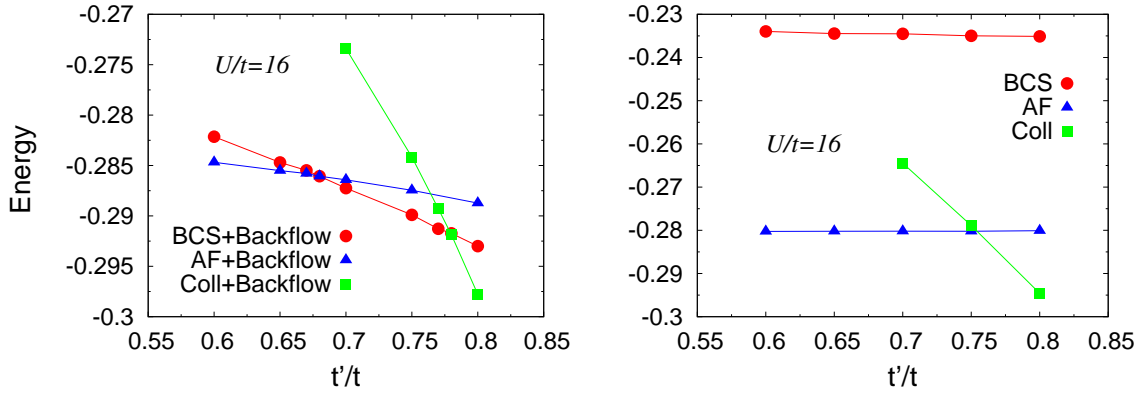 Energy
-0.27
-0.275
-0.28
-0.285
-0.29
-0.295
-0.3
U/t=16
BCS+Backflow
AF+Backflow
Coll+Backflow
0.55 0.6 0.65 0.7 0.75 0.8 0.85
t'/t
-0.23
-0.24
-0.25
-0.26
-0.27
-0.28
-0.29
-0.3
BCS
AF
Coll
U/t=16
0.55 0.6 0.65 0.7 0.75 0.8 0.85
t'/t